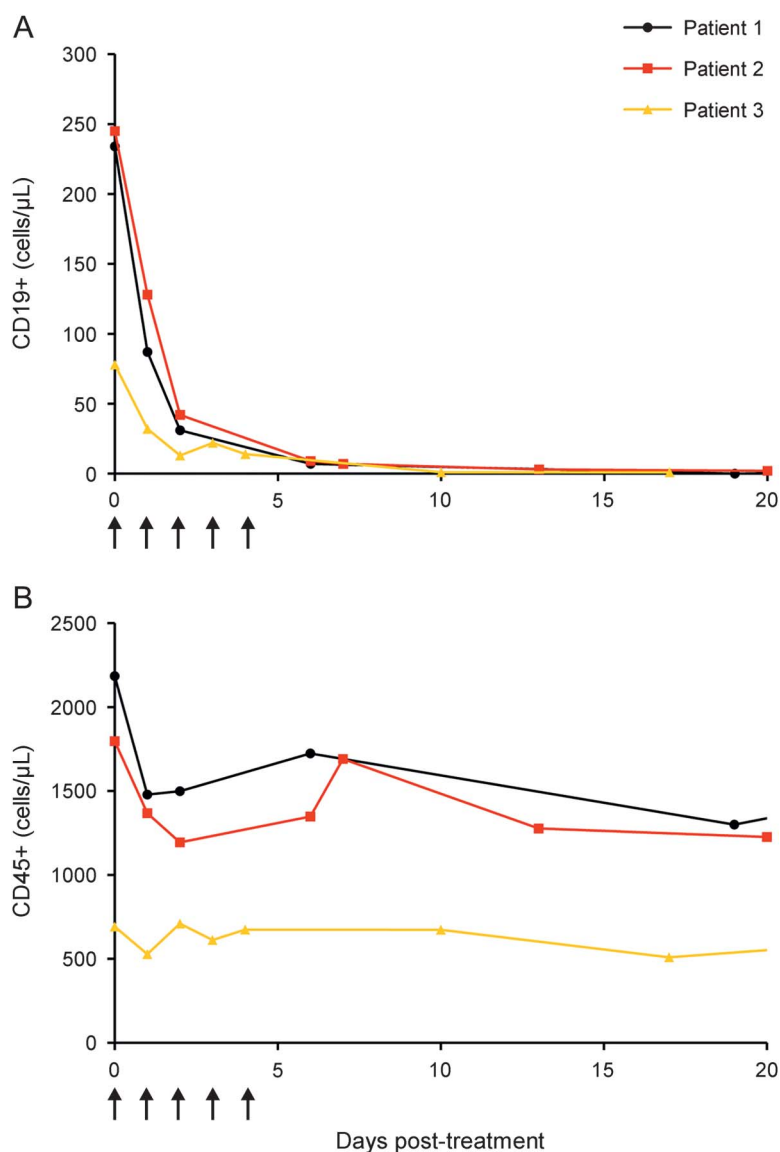 A
Patient 1
Patient 2
Patient 3
300
250
200
150
100
50
0
CD19+ (cells/µL)
0 5 10 15 20
B
2500
2000
1500
1000
500
0
CD45+ (cells/µL)
0 5 10 15 20
Days post-treatment